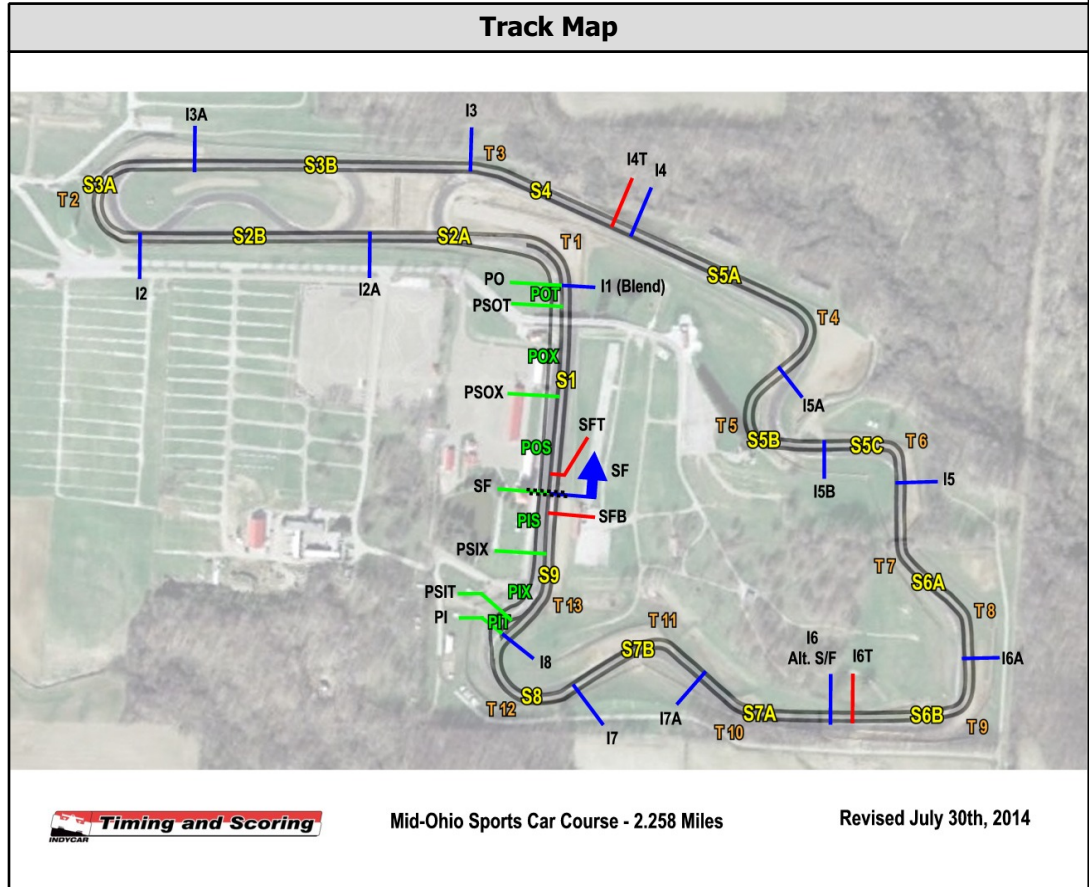 Track Map
I3A
I3
T 3
I4T
I4
S3B
S3A
S4
T 2
S2B
S2A
T 1
S5A
I2
I2A
PO
POT
I1 (Blend)
PSOT
T 4
POX
S1
PSOX
I5A
SFT
T 5
S5B
S5C
T 6
POS
SF
SF
I5B
I5
PIS
SFB
PSIX
S9
T 7
S6A
PSIT
PIX
T 13
T 8
PI
PIT
T 11
I8
S7B
I6
Alt. S/F
I6T
I6A
S8
T 12
I7
I7A
S7A
T 10
S6B
T 9
Timing and Scoring
INDYCAR
Mid-Ohio Sports Car Course - 2.258 Miles
Revised July 30th, 2014